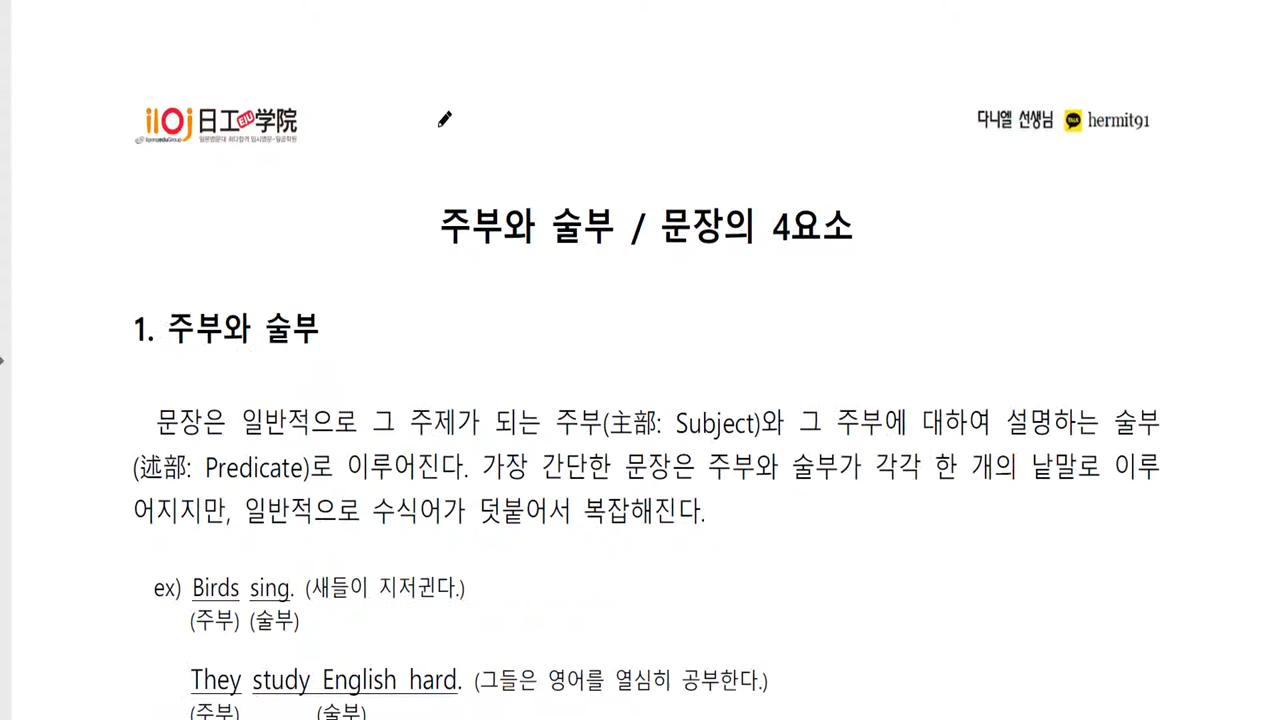 iloj 日工EJU学院
다니엘 선생님 TALK hermit91
주부와 술부 / 문장의 4요소
1. 주부와 술부
문장은 일반적으로 그 주제가 되는 주부(主部: Subject)와 그 주부에 대하여 설명하는 술부
(述部: Predicate)로 이루어진다. 가장 간단한 문장은 주부와 술부가 각각 한 개의 낱말로 이루
어지지만, 일반적으로 수식어가 덧붙어서 복잡해진다.
ex) Birds sing. (새들이 지저귄다.)
(주부) (술부)
They study English hard. (그들은 영어를 열심히 공부한다.)
(주부) (술부)